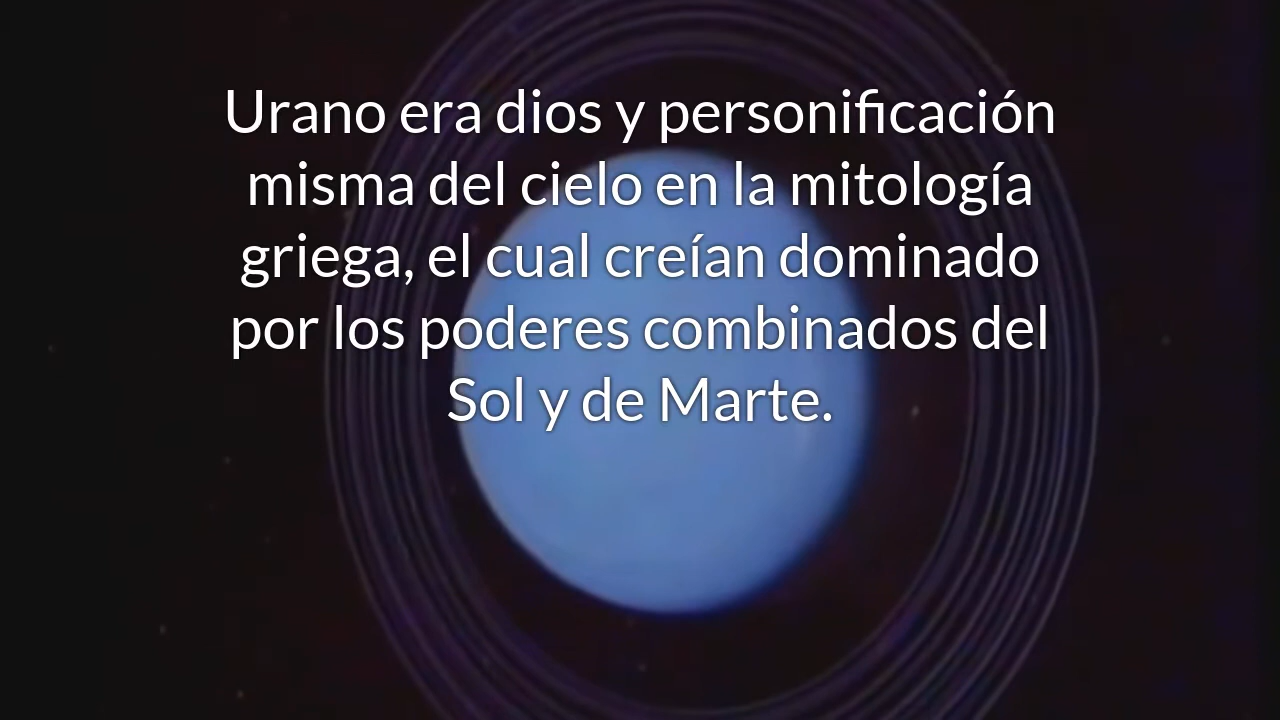 Urano era dios y personificación
misma del cielo en la mitología
griega, el cual creían dominado
por los poderes combinados del
Sol y de Marte.